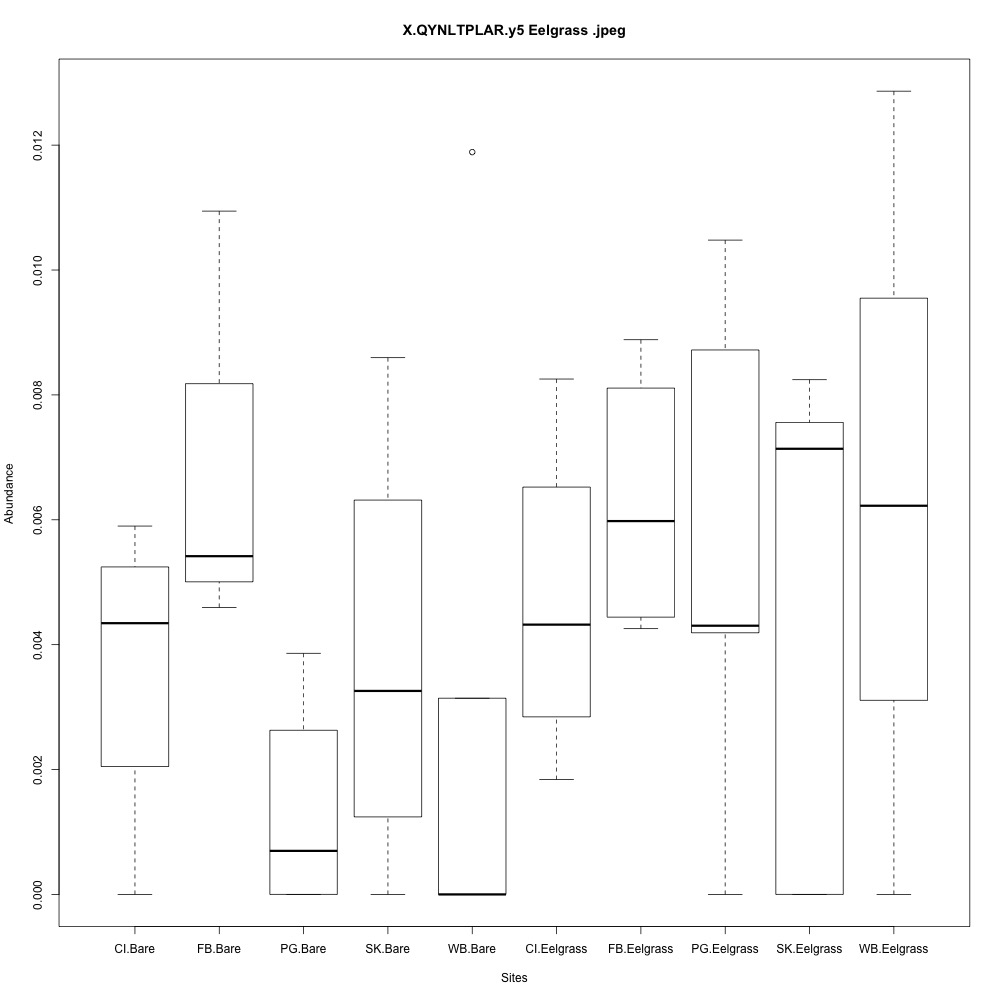 X.QYNLTPLAR.y5 Eelgrass .jpeg
Abundance
0.012
0.010
0.008
0.006
0.004
0.002
0.000
CI.Bare FB.Bare PG.Bare SK.Bare WB.Bare CI.Eelgrass FB.Eelgrass PG.Eelgrass SK.Eelgrass WB.Eelgrass
Sites